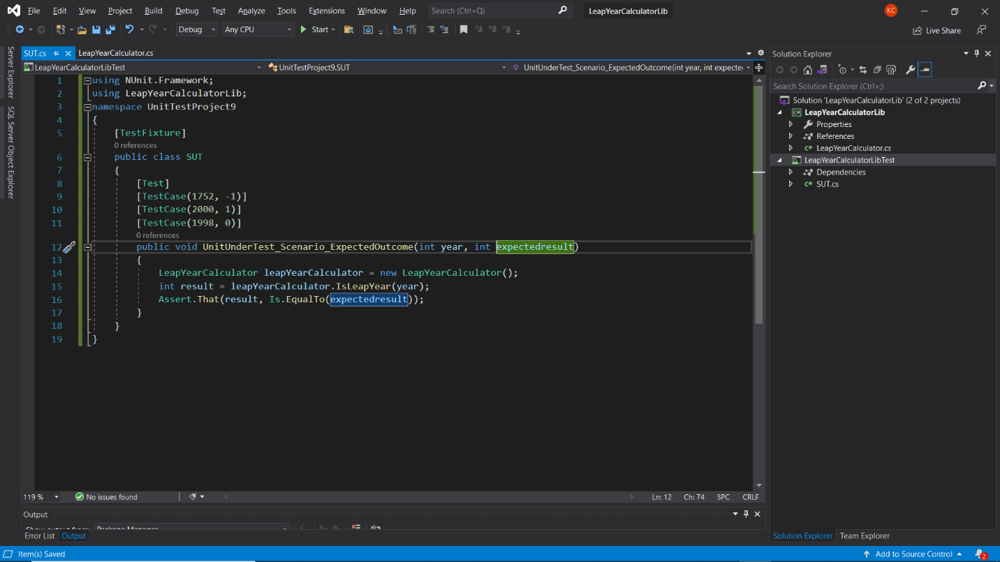 File Edit View Project Build Debug Test Analyze Tools Extensions Window Help Search (Ctrl+Q) LeapYearCalculatorLib KC
Debug Any CPU Start Live Share
Server Explorer
SQL Server Object Explorer
SUT.cs LeapYearCalculator.cs
LeapYearCalculatorLibTest UnitTestProject9.SUT UnitUnderTest_Scenario_ExpectedOutcome(int year, int expecte
1 using NUnit.Framework;
2 using LeapYearCalculatorLib;
3 namespace UnitTestProject9
4 {
5 [TestFixture]
0 references
6 public class SUT
7 {
8 [Test]
9 [TestCase(1752, -1)]
10 [TestCase(2000, 1)]
11 [TestCase(1998, 0)]
0 references
12 public void UnitUnderTest_Scenario_ExpectedOutcome(int year, int expectedresult)
13 {
14 LeapYearCalculator leapYearCalculator = new LeapYearCalculator();
15 int result = leapYearCalculator.IsLeapYear(year);
16 Assert.That(result, Is.EqualTo(expectedresult));
17 }
18 }
19 }
119 % No issues found Ln: 12 Ch: 74 SPC CRLF
Output
Show output from: Package Manager
Error List Output
Solution Explorer
Search Solution Explorer (Ctrl+;)
Solution 'LeapYearCalculatorLib' (2 of 2 projects)
LeapYearCalculatorLib
Properties
References
C# LeapYearCalculator.cs
LeapYearCalculatorLibTest
Dependencies
C# SUT.cs
Solution Explorer Team Explorer
Item(s) Saved Add to Source Control 2